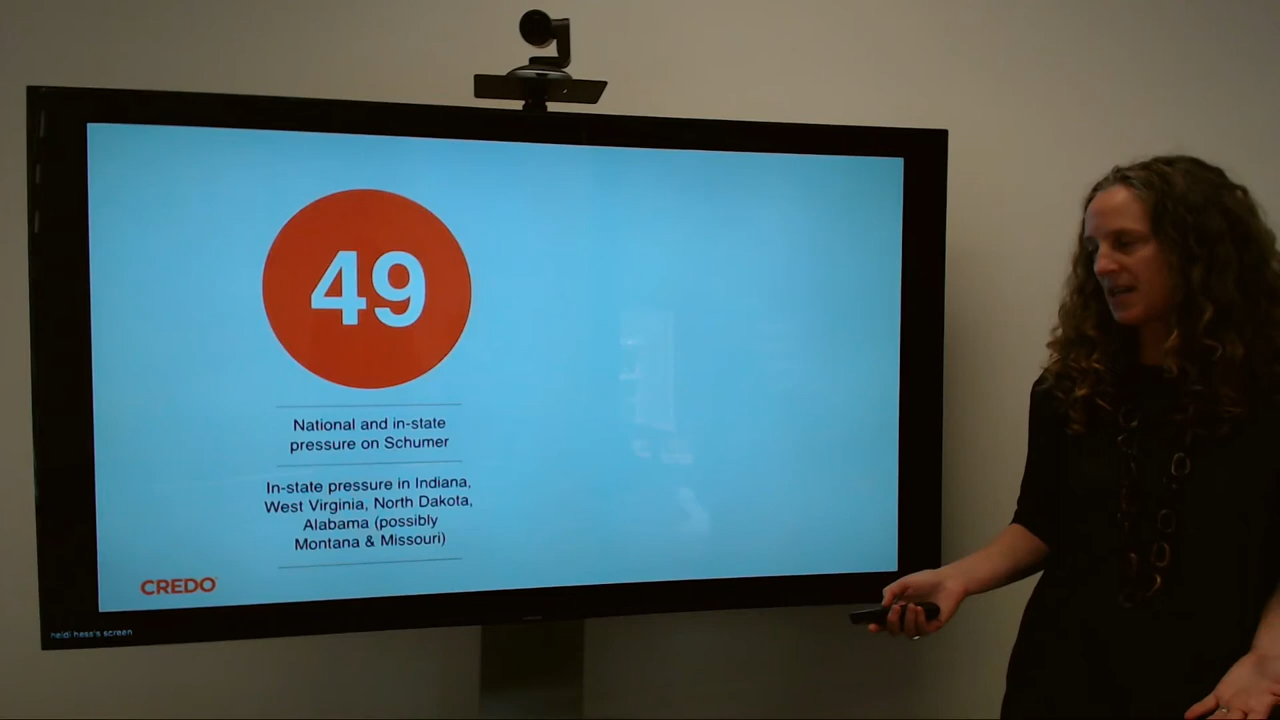 49
National and in-state
pressure on Schumer
In-state pressure in Indiana,
West Virginia, North Dakota,
Alabama (possibly
Montana & Missouri)
CREDO
heidi hess's screen